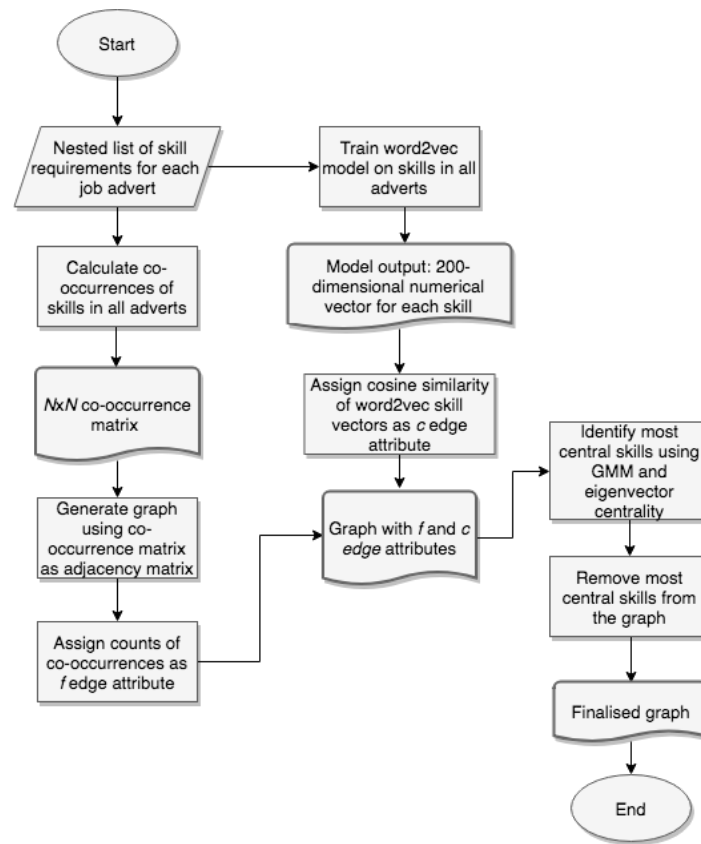 Start
Nested list of skill
requirements for each
job advert
Train word2vec
model on skills in all
adverts
Calculate co-
occurrences of
skills in all adverts
Model output: 200-
dimensional numerical
vector for each skill
NxN co-occurrence
matrix
Assign cosine similarity
of word2vec skill
vectors as c edge
attribute
Generate graph
using co-
occurrence matrix
as adjacency matrix
Graph with f and c
edge attributes
Assign counts of
co-occurrences as
f edge attribute
Identify most
central skills using
GMM and
eigenvector
centrality
Remove most
central skills from
the graph
Finalised graph
End